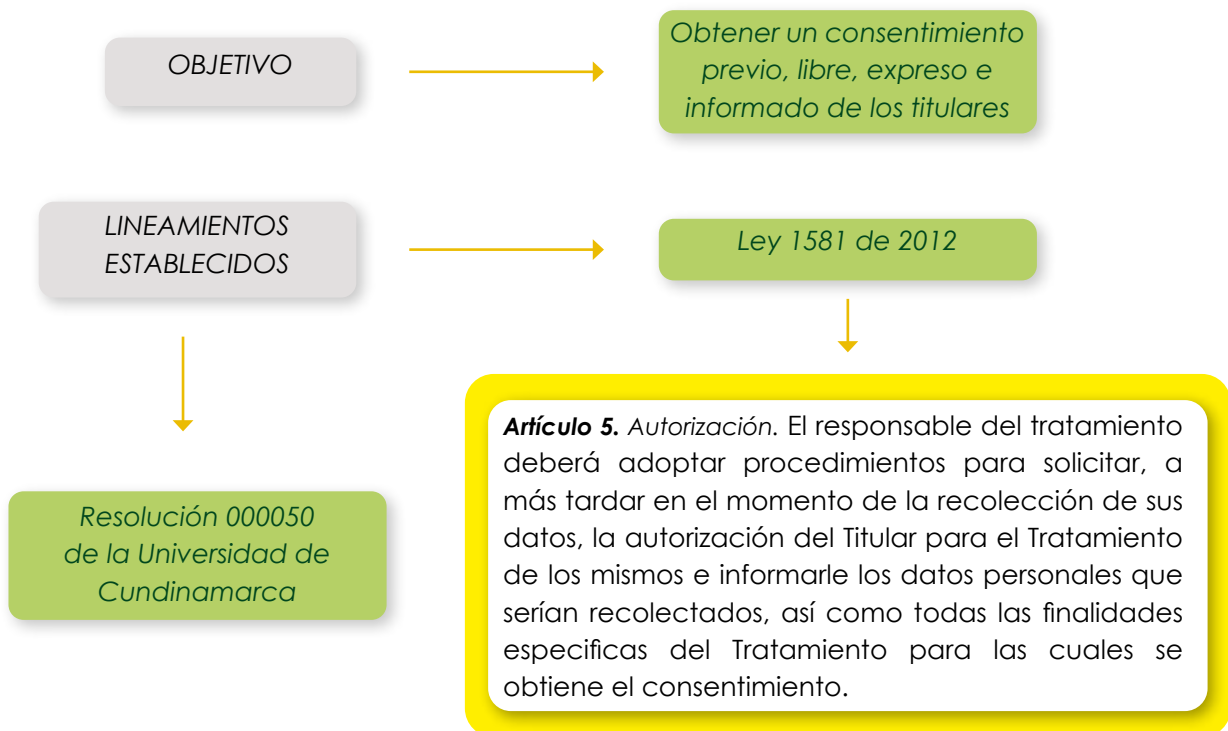 OBJETIVO
Obtener un consentimiento
previo, libre, expreso e
informado de los titulares
LINEAMIENTOS
ESTABLECIDOS
Ley 1581 de 2012
Resolución 000050
de la Universidad de
Cundinamarca
Artículo 5. Autorización. El responsable del tratamiento
deberá adoptar procedimientos para solicitar, a
más tardar en el momento de la recolección de sus
datos, la autorización del Titular para el Tratamiento
de los mismos e informarle los datos personales que
serían recolectados, así como todas las finalidades
especificas del Tratamiento para las cuales se
obtiene el consentimiento.